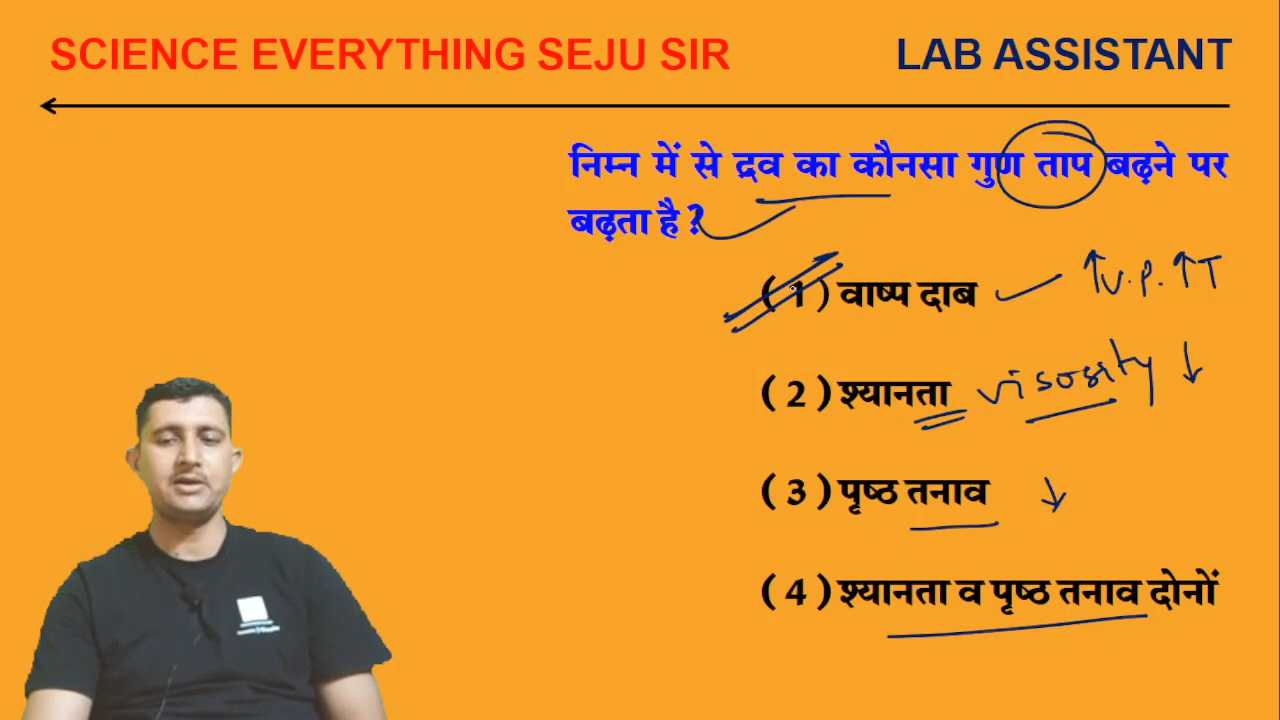 SCIENCE EVERYTHING SEJU SIR LAB ASSISTANT
निम्न में से द्रव का कौनसा गुण ताप बढ़ने पर
बढ़ता है ?
( 1 ) वाष्प दाब ↑V.P. ↑T
( 2 ) श्यानता visosity ↓
( 3 ) पृष्ठ तनाव ↓
( 4 ) श्यानता व पृष्ठ तनाव दोनों